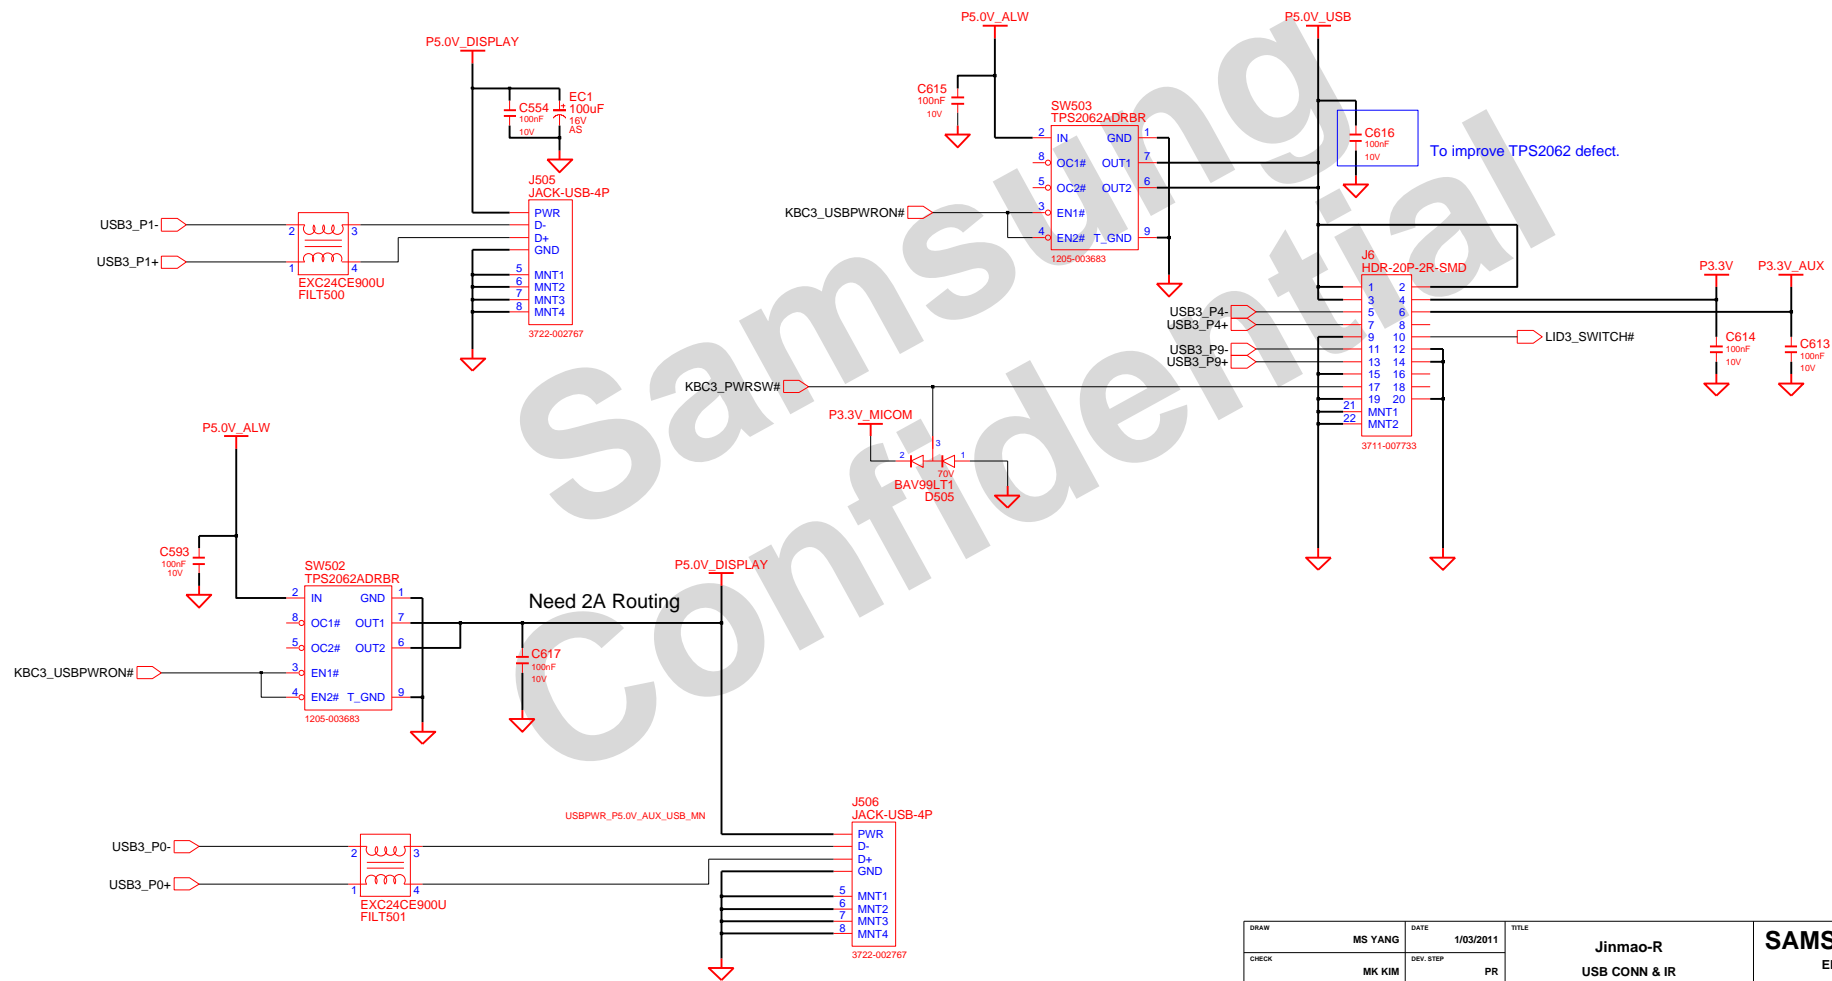 P5.0V_DISPLAY
C554
100nF
10V
EC1
100uF
16V
AS
J505
JACK-USB-4P
PWR
D-
D+
GND
5 MNT1
6 MNT2
7 MNT3
8 MNT4
3722-002767
USB3_P1-
USB3_P1+
2 3
1 4
EXC24CE900U
FILT500
P5.0V_ALW
C615
100nF
10V
SW503
TPS2062ADRBR
2 IN GND 1
8 OC1# OUT1 7
5 OC2# OUT2 6
3 EN1#
4 EN2# T_GND 9
1205-003683
KBC3_USBPWRON#
P5.0V_USB
C616
100nF
10V
To improve TPS2062 defect.
J6
HDR-20P-2R-SMD
1 2
3 4
5 6
7 8
9 10
11 12
13 14
15 16
17 18
19 20
21 MNT1
22 MNT2
3711-007733
USB3_P4-
USB3_P4+
USB3_P9-
USB3_P9+
KBC3_PWRSW#
LID3_SWITCH#
P3.3V
P3.3V_AUX
C614
100nF
10V
C613
100nF
10V
P3.3V_MICOM
3
2 1
70V
BAV99LT1
D505
Samsung
Confidential
P5.0V_ALW
C593
100nF
10V
SW502
TPS2062ADRBR
2 IN GND 1
8 OC1# OUT1 7
5 OC2# OUT2 6
3 EN1#
4 EN2# T_GND 9
1205-003683
KBC3_USBPWRON#
Need 2A Routing
P5.0V_DISPLAY
C617
100nF
10V
USBPWR_P5.0V_AUX_USB_MN
J506
JACK-USB-4P
PWR
D-
D+
GND
5 MNT1
6 MNT2
7 MNT3
8 MNT4
3722-002767
USB3_P0-
USB3_P0+
2 3
1 4
EXC24CE900U
FILT501
DRAW MS YANG DATE 1/03/2011 TITLE
CHECK MK KIM DEV. STEP PR
Jinmao-R
USB CONN & IR
SAMS